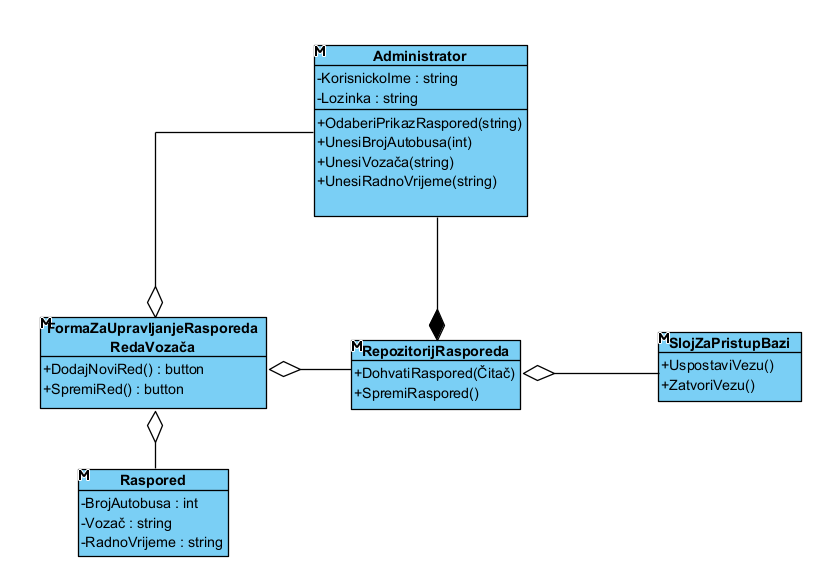 M
Administrator
-KorisnickoIme : string
-Lozinka : string
+OdaberiPrikazRaspored(string)
+UnesiBrojAutobusa(int)
+UnesiVozača(string)
+UnesiRadnoVrijeme(string)
M
FormaZaUpravljanjeRasporeda
RedaVozača
+DodajNoviRed() : button
+SpremiRed() : button
M
RepozitorijRasporeda
+DohvatiRaspored(Čitač)
+SpremiRaspored()
M
SlojZaPristupBazi
+UspostaviVezu()
+ZatvoriVezu()
M
Raspored
-BrojAutobusa : int
-Vozač : string
-RadnoVrijeme : string